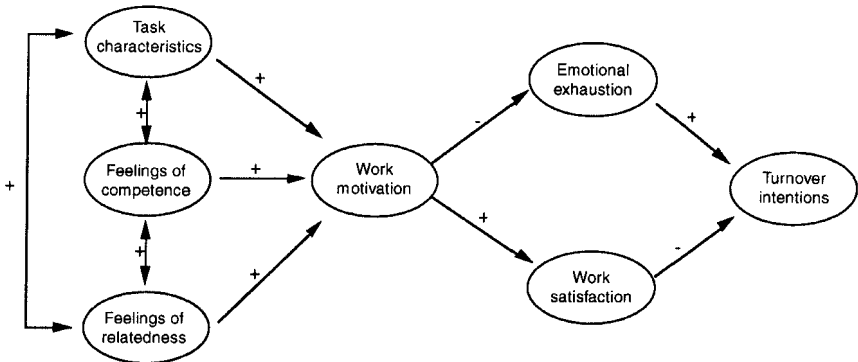 Task
characteristics
+
+
Emotional
exhaustion
-
+
+
Feelings of
competence
+
Work
motivation
Turnover
intentions
+
+
+
+
-
Work
satisfaction
Feelings of
relatedness